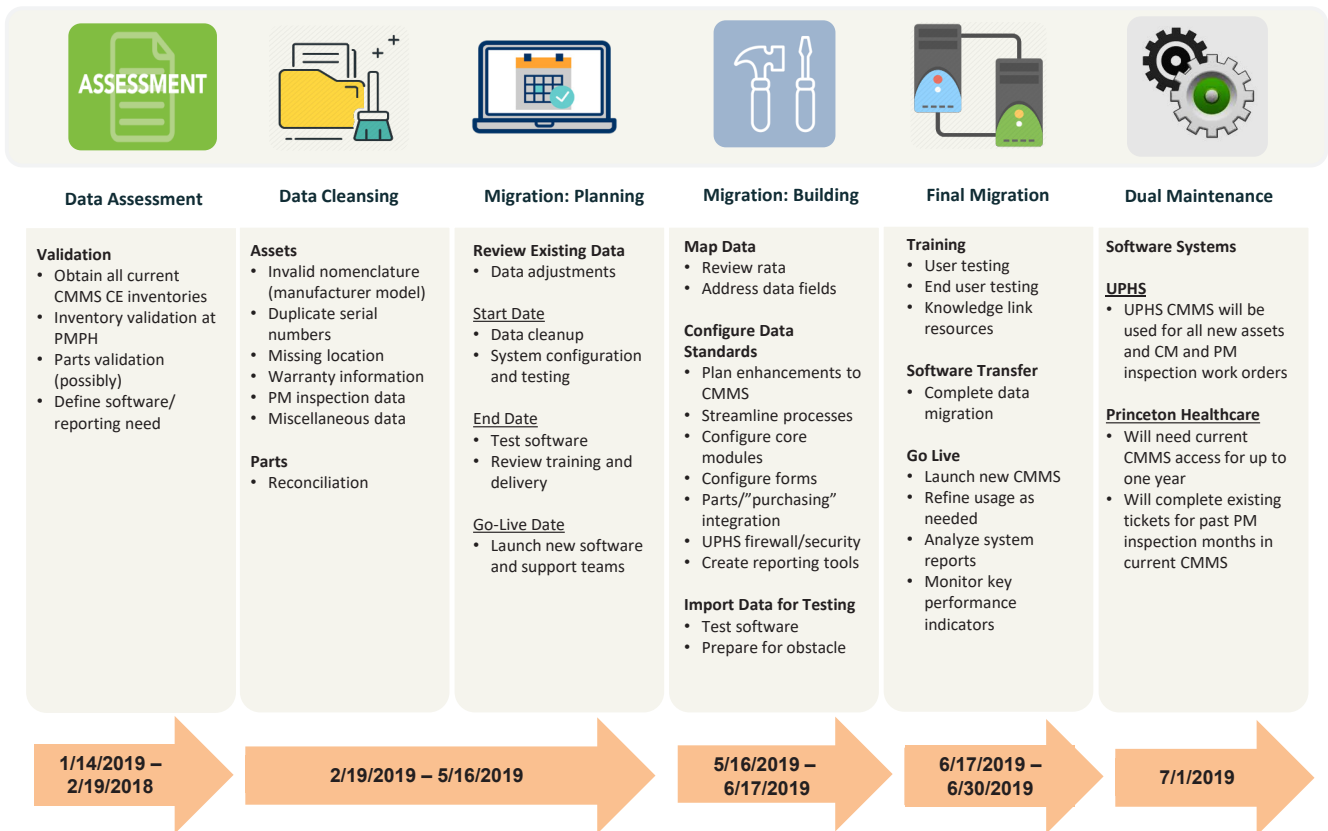 ASSESSMENT
Data Assessment
Data Cleansing
Migration: Planning
Migration: Building
Final Migration
Dual Maintenance
Validation
• Obtain all current
CMMS CE inventories
• Inventory validation at
PMPH
• Parts validation
(possibly)
• Define software/
reporting need
Assets
• Invalid nomenclature
(manufacturer model)
• Duplicate serial
numbers
• Missing location
• Warranty information
• PM inspection data
• Miscellaneous data
Parts
• Reconciliation
Review Existing Data
• Data adjustments
Start Date
• Data cleanup
• System configuration
and testing
End Date
• Test software
• Review training and
delivery
Go-Live Date
• Launch new software
and support teams
Map Data
• Review rata
• Address data fields
Configure Data
Standards
• Plan enhancements to
CMMS
• Streamline processes
• Configure core
modules
• Configure forms
• Parts/”purchasing”
integration
• UPHS firewall/security
• Create reporting tools
Import Data for Testing
• Test software
• Prepare for obstacle
Training
• User testing
• End user testing
• Knowledge link
resources
Software Transfer
• Complete data
migration
Go Live
• Launch new CMMS
• Refine usage as
needed
• Analyze system
reports
• Monitor key
performance
indicators
Software Systems
UPHS
• UPHS CMMS will be
used for all new assets
and CM and PM
inspection work orders
Princeton Healthcare
• Will need current
CMMS access for up to
one year
• Will complete existing
tickets for past PM
inspection months in
current CMMS
1/14/2019 –
2/19/2018
2/19/2019 – 5/16/2019
5/16/2019 –
6/17/2019
6/17/2019 –
6/30/2019
7/1/2019